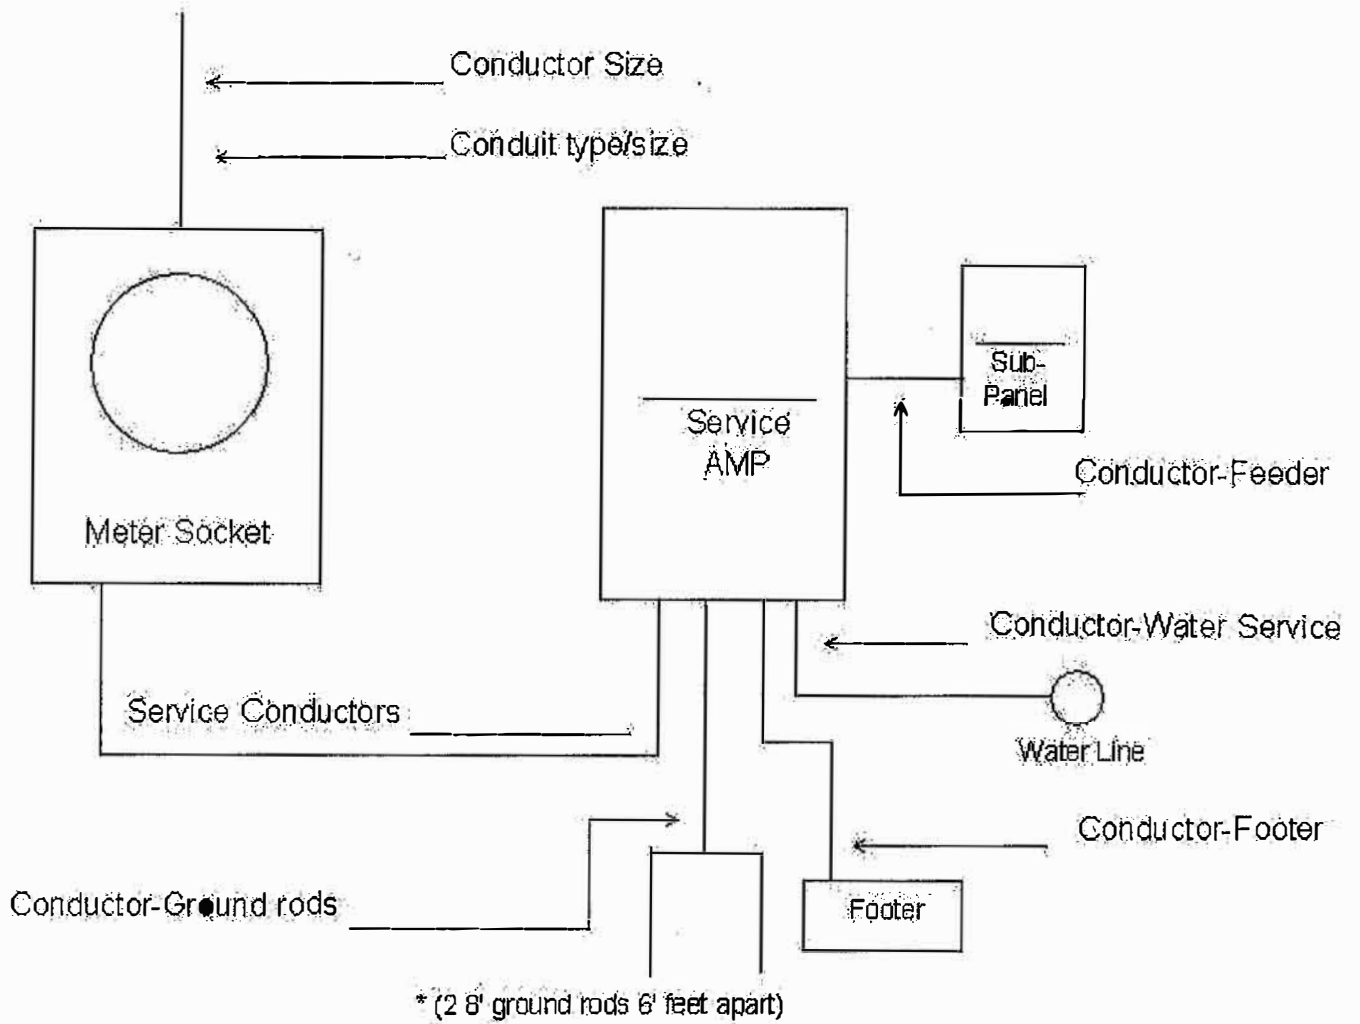 Conductor Size
Conduit type/size
Sub-
Panel
Service
AMP
Conductor-Feeder
Meter Socket
Conductor-Water Service
Service Conductors
Water Line
Conductor-Footer
Conductor-Ground rods
Footer
* (2 8' ground rods 6' feet apart)